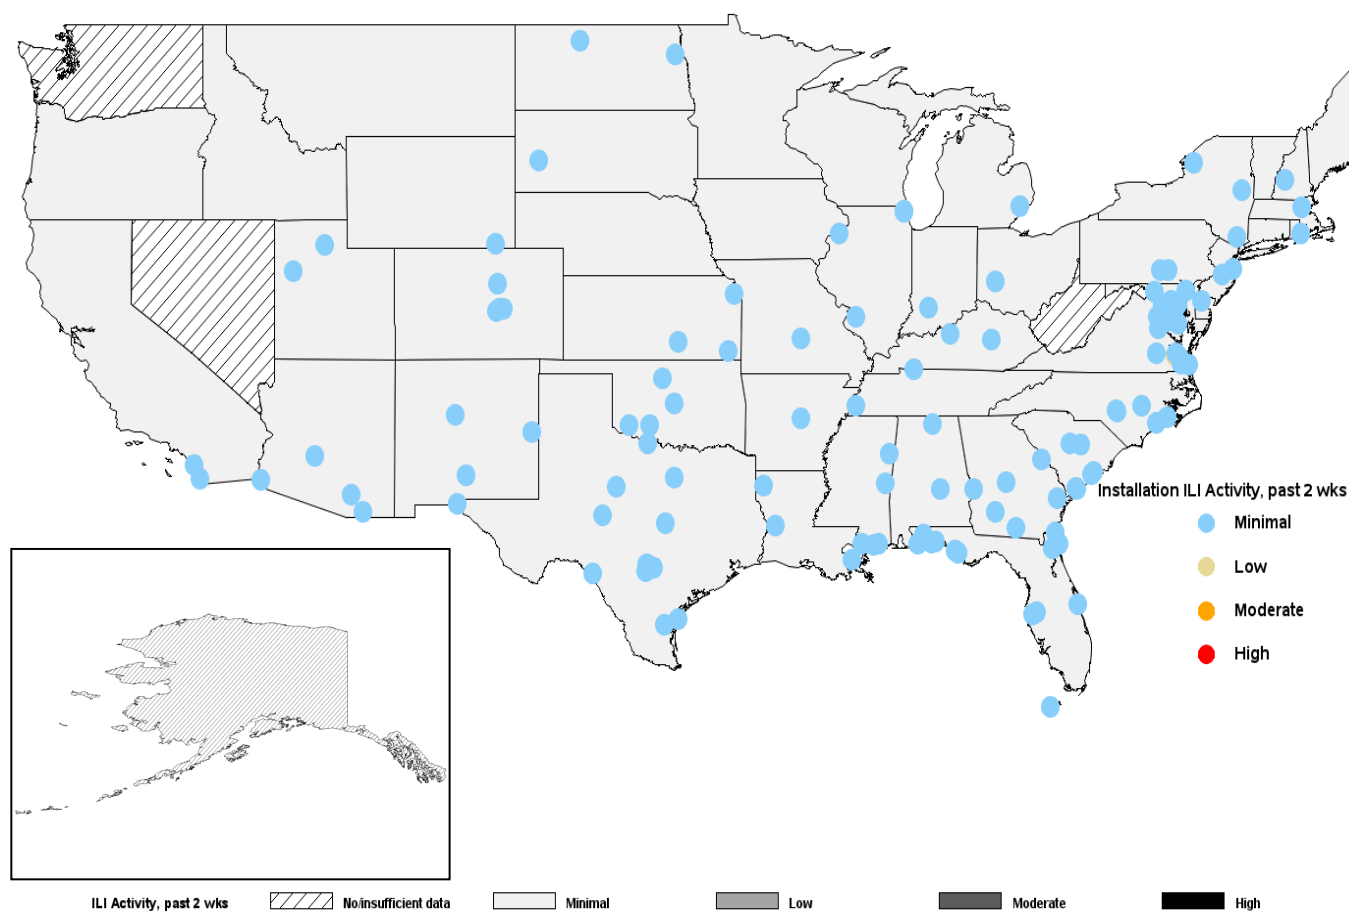 Installation ILI Activity, past 2 wks
Minimal
Low
Moderate
High
ILI Activity, past 2 wks No/insufficient data Minimal Low Moderate High